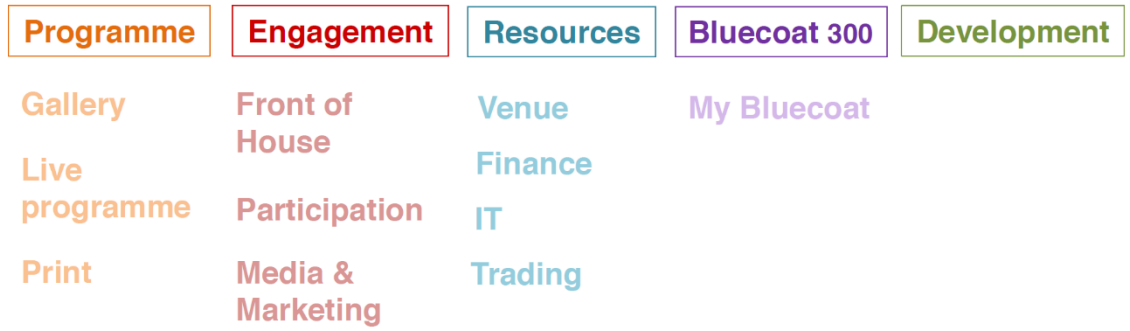 Programme
Engagement
Resources
Bluecoat 300
Development
Gallery
Live
programme
Print
Front of
House
Participation
Media &
Marketing
Venue
Finance
IT
Trading
My Bluecoat